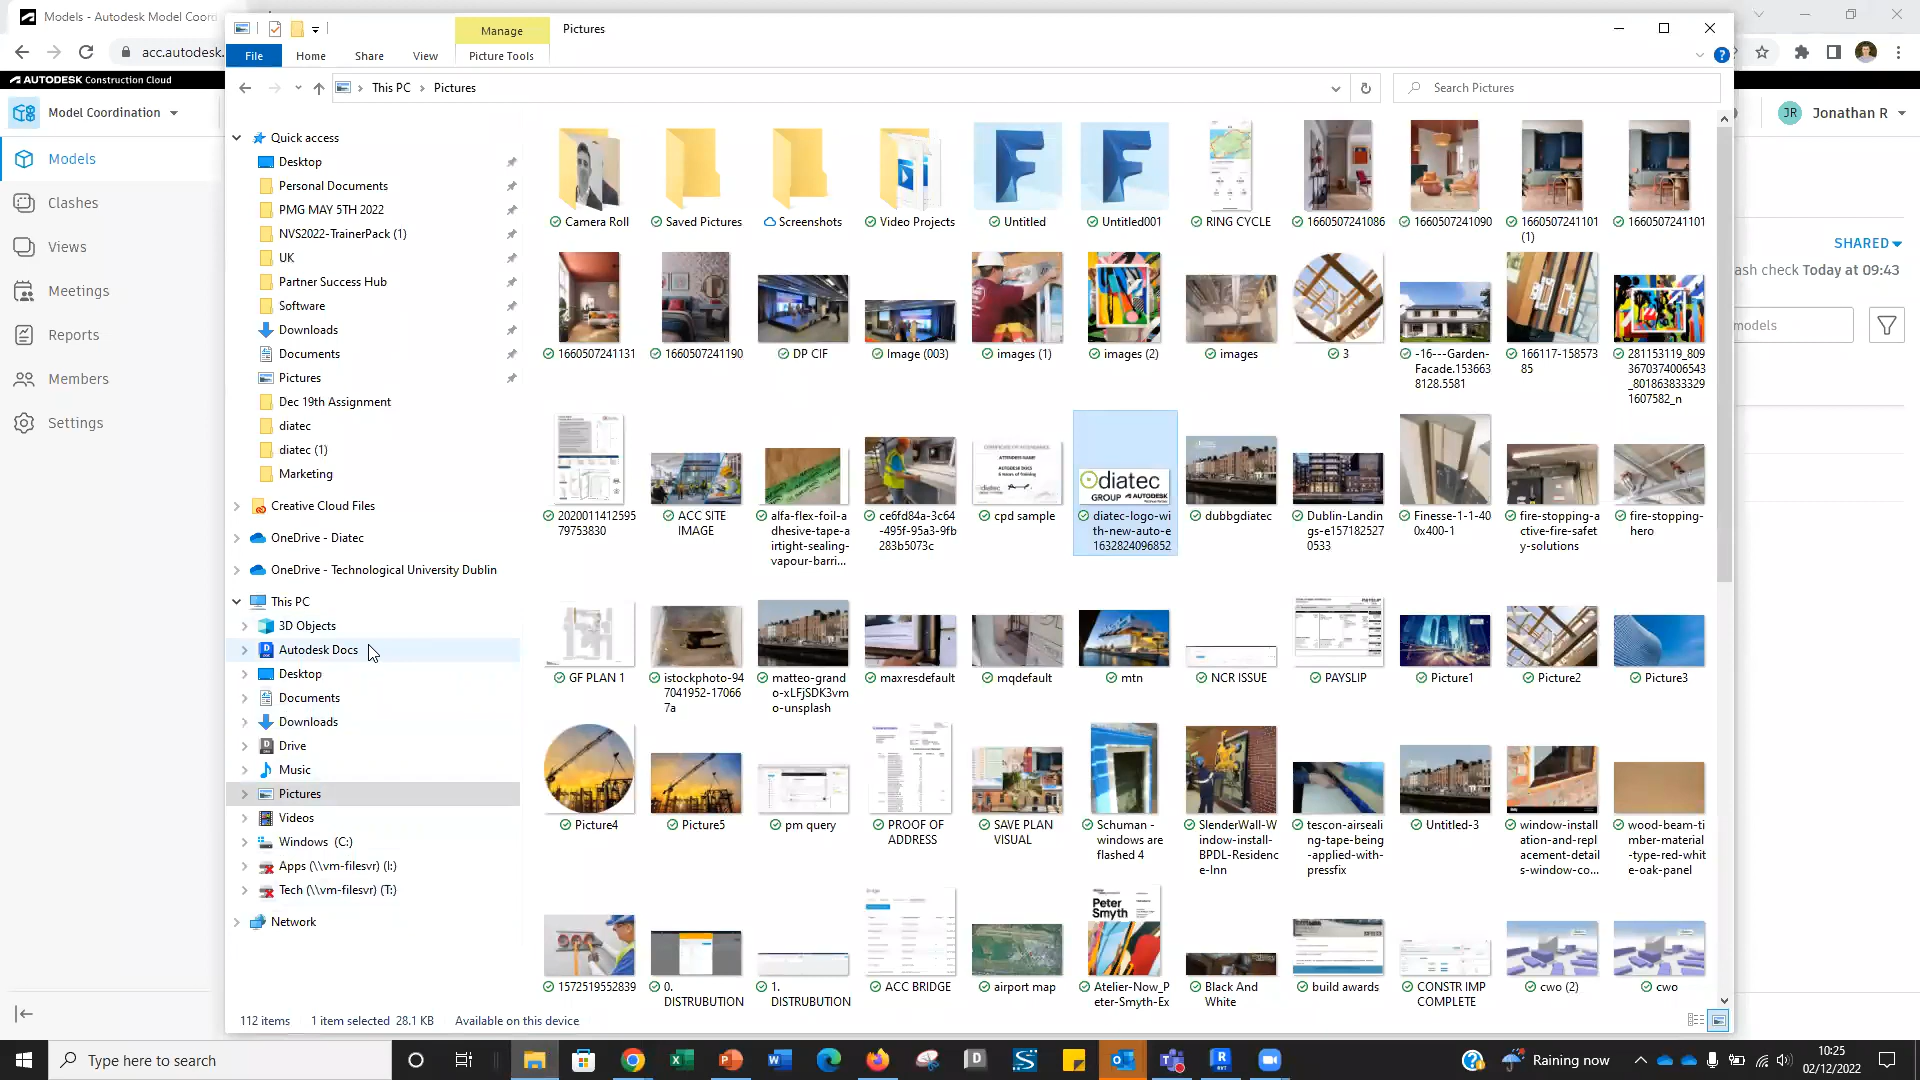 Models - Autodesk Model Coord
acc.autodesk.
Manage
Pictures
File
Home
Share
View
Picture Tools
This PC
Pictures
Search Pictures
AUTODESK Construction Cloud
Model Coordination
JR
Jonathan R
Models
Clashes
Views
Meetings
Reports
Members
Settings
SHARED
ash check Today at 09:43
models
Quick access
Desktop
Personal Documents
PMG MAY 5TH 2022
NVS2022-TrainerPack (1)
UK
Partner Success Hub
Software
Downloads
Documents
Pictures
Dec 19th Assignment
diatec
diatec (1)
Marketing
Creative Cloud Files
OneDrive - Diatec
OneDrive - Technological University Dublin
This PC
3D Objects
Autodesk Docs
Desktop
Documents
Downloads
Drive
Music
Pictures
Videos
Windows (C:)
Apps (\\vm-filesvr) (I:)
Tech (\\vm-filesvr) (T:)
Network
Camera Roll
Saved Pictures
Screenshots
Video Projects
Untitled
Untitled001
RING CYCLE
1660507241086
1660507241090
1660507241101
(1)
1660507241101
1660507241131
1660507241190
DP CIF
Image (003)
images (1)
images (2)
images
3
-16---Garden-
Facade.153663
8128.5581
166117-158573
85
281153119_809
3670374006543
_801863833329
1607582_n
2020011412595
79753830
ACC SITE
IMAGE
alfa-flex-foil-a
dhesive-tape-a
irtight-sealing-
vapour-barri...
ce6fd84a-3c64
-495f-95a3-9fb
283b5073c
CERTIFICATE OF ATTENDANCE
ATTENDEE NAME
AUTODESK DOCS
diatec
cpd sample
diatec
GROUP AUTODESK
diatec-logo-wi
th-new-auto-e
1632824096852
dubbgdiatec
Dublin-Landin
gs-e157182527
0533
Finesse-1-1-40
0x400-1
fire-stopping-a
ctive-fire-safet
y-solutions
fire-stopping-
hero
GF PLAN 1
istockphoto-94
7041952-17066
7a
matteo-grand
o-xLFjSDK3vm
o-unsplash
maxresdefault
mqdefault
mtn
NCR ISSUE
PAYSLIP
Picture1
Picture2
Picture3
Picture4
Picture5
pm query
PROOF OF
ADDRESS
SAVE PLAN
VISUAL
Schuman -
windows are
flashed 4
SlenderWall-W
indow-install-
BPDL-Residenc
e-Inn
tescon-airseali
ng-tape-being
-applied-with-
pressfix
Untitled-3
window-install
ation-and-repl
acement-detail
s-window-co...
wood-beam-ti
mber-material
-type-red-whit
e-oak-panel
1572519552839
0.
DISTRUBUTION
1.
DISTRUBUTION
ACC BRIDGE
airport map
Peter
Smyth
Atelier-Now_P
eter-Smyth-Ex
Black And
White
build awards
CONSTR IMP
COMPLETE
cwo (2)
cwo
112 items
1 item selected 28.1 KB
Available on this device
Type here to search
Raining now
10:25
02/12/2022